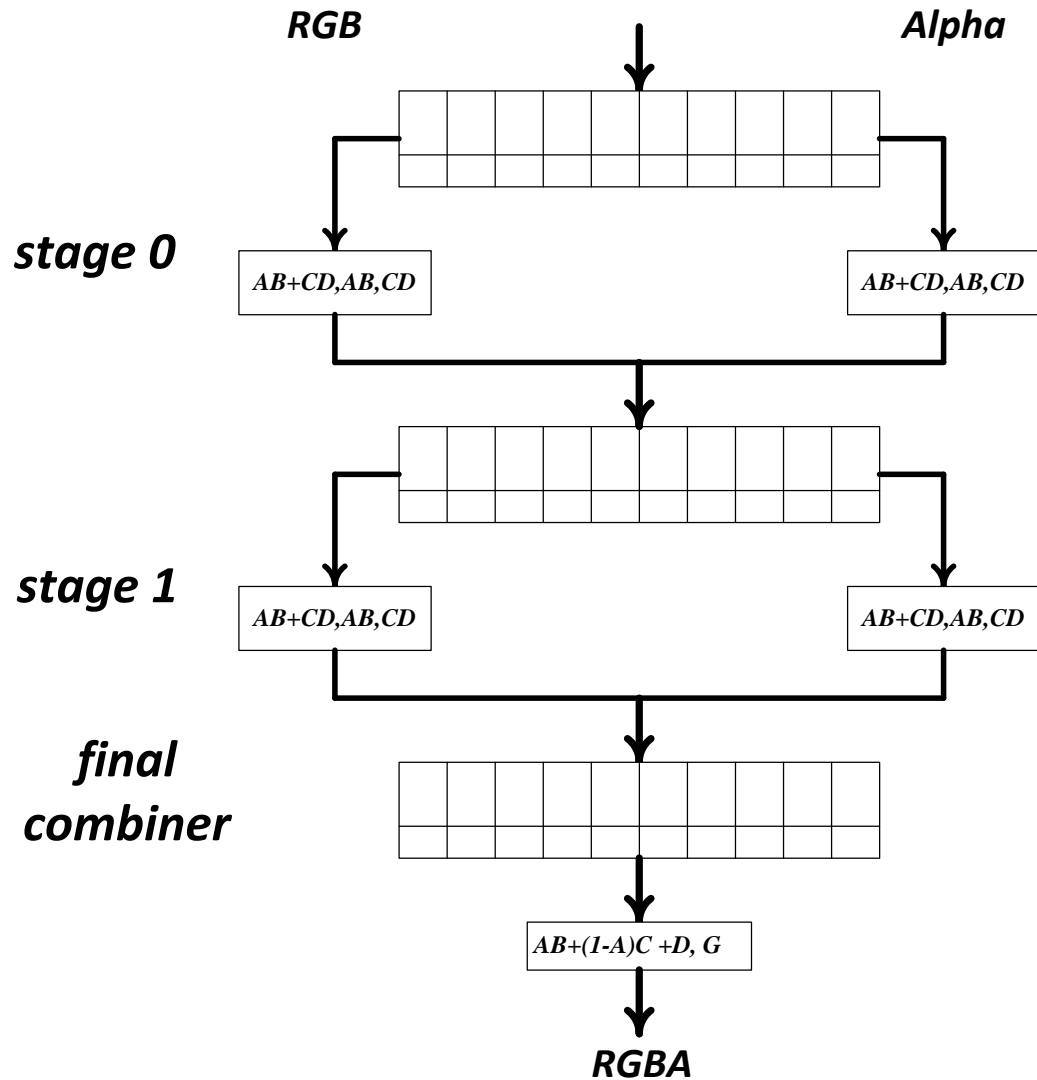 RGB
Alpha
stage 0
AB+CD,AB,CD
AB+CD,AB,CD
stage 1
AB+CD,AB,CD
AB+CD,AB,CD
final
combiner
AB+(1-A)C +D, G
RGBA